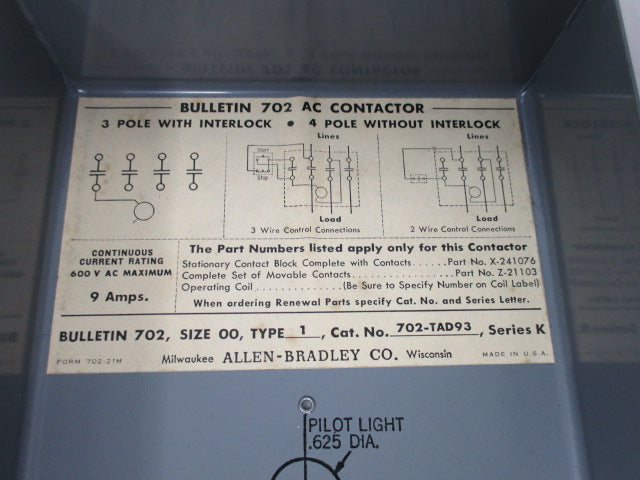 BULLETIN 702 AC CONTACTOR
3 POLE WITH INTERLOCK • 4 POLE WITHOUT INTERLOCK
Lines
Lines
Start
Stop
Load
Load
3 Wire Control Connections
2 Wire Control Connections
CONTINUOUS
CURRENT RATING
600 V AC MAXIMUM
9 Amps.
The Part Numbers listed apply only for this Contactor
Stationary Contact Block Complete with Contacts......Part No. X-241076
Complete Set of Movable Contacts..................Part No. Z-21103
Operating Coil...............(Be Sure to Specify Number on Coil Label)
When ordering Renewal Parts specify Cat. No. and Series Letter.
BULLETIN 702, SIZE 00, TYPE 1, Cat. No. 702-TAD93, Series K
FORM 702-21M Milwaukee ALLEN-BRADLEY CO. Wisconsin MADE IN U.S.A.
PILOT LIGHT
.625 DIA.